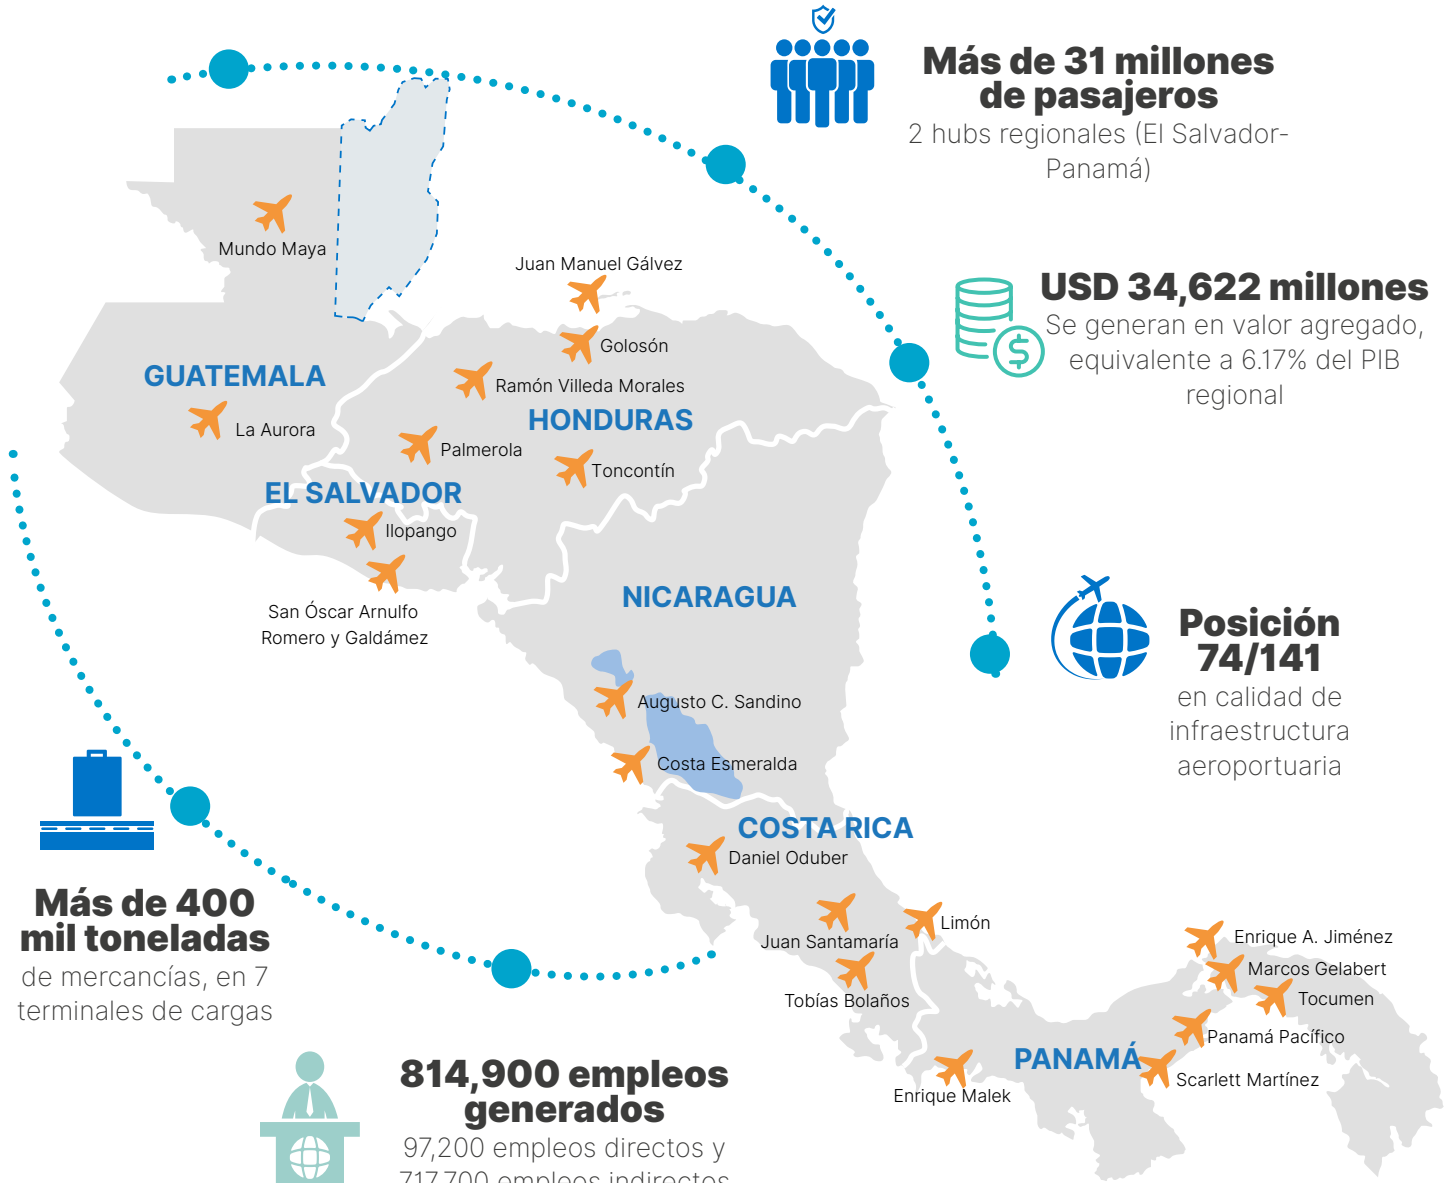 Más de 31 millones
de pasajeros
2 hubs regionales (El Salvador-
Panamá)
Mundo Maya
Juan Manuel Gálvez
USD 34,622 millones
Se generan en valor agregado,
equivalente a 6.17% del PIB
regional
Golosón
GUATEMALA
Ramón Villeda Morales
HONDURAS
La Aurora
Palmerola
Toncontín
EL SALVADOR
Ilopango
San Óscar Arnulfo
Romero y Galdámez
NICARAGUA
Posición
74/141
en calidad de
infraestructura
aeroportuaria
Augusto C. Sandino
Costa Esmeralda
COSTA RICA
Daniel Oduber
Más de 400
mil toneladas
de mercancías, en 7
terminales de cargas
Juan Santamaría
Limón
Tobías Bolaños
Enrique A. Jiménez
Marcos Gelabert
Tocumen
Panamá Pacífico
PANAMÁ
Scarlett Martínez
Enrique Malek
814,900 empleos
generados
97,200 empleos directos y
717,700 empleos indirectos